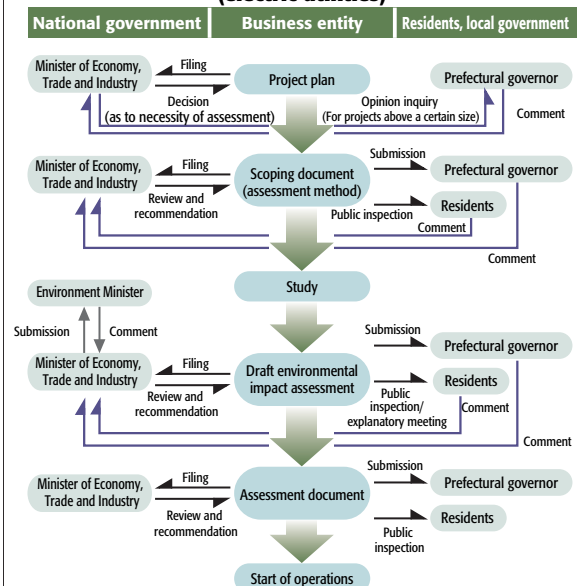 (electric utilities)
National government
Business entity
Residents, local government
Minister of Economy,
Trade and Industry
Filing
Decision
(as to necessity of assessment)
Project plan
Opinion inquiry
(For projects above a certain size)
Prefectural governor
Comment
Minister of Economy,
Trade and Industry
Filing
Review and
recommendation
Scoping document
(assessment method)
Submission
Prefectural governor
Public inspection
Residents
Comment
Comment
Study
Environment Minister
Submission
Comment
Minister of Economy,
Trade and Industry
Filing
Review and
recommendation
Draft environmental
impact assessment
Submission
Prefectural governor
Public
inspection/
explanatory meeting
Residents
Comment
Comment
Minister of Economy,
Trade and Industry
Filing
Review and
recommendation
Assessment document
Submission
Prefectural governor
Public
inspection
Residents
Start of operations